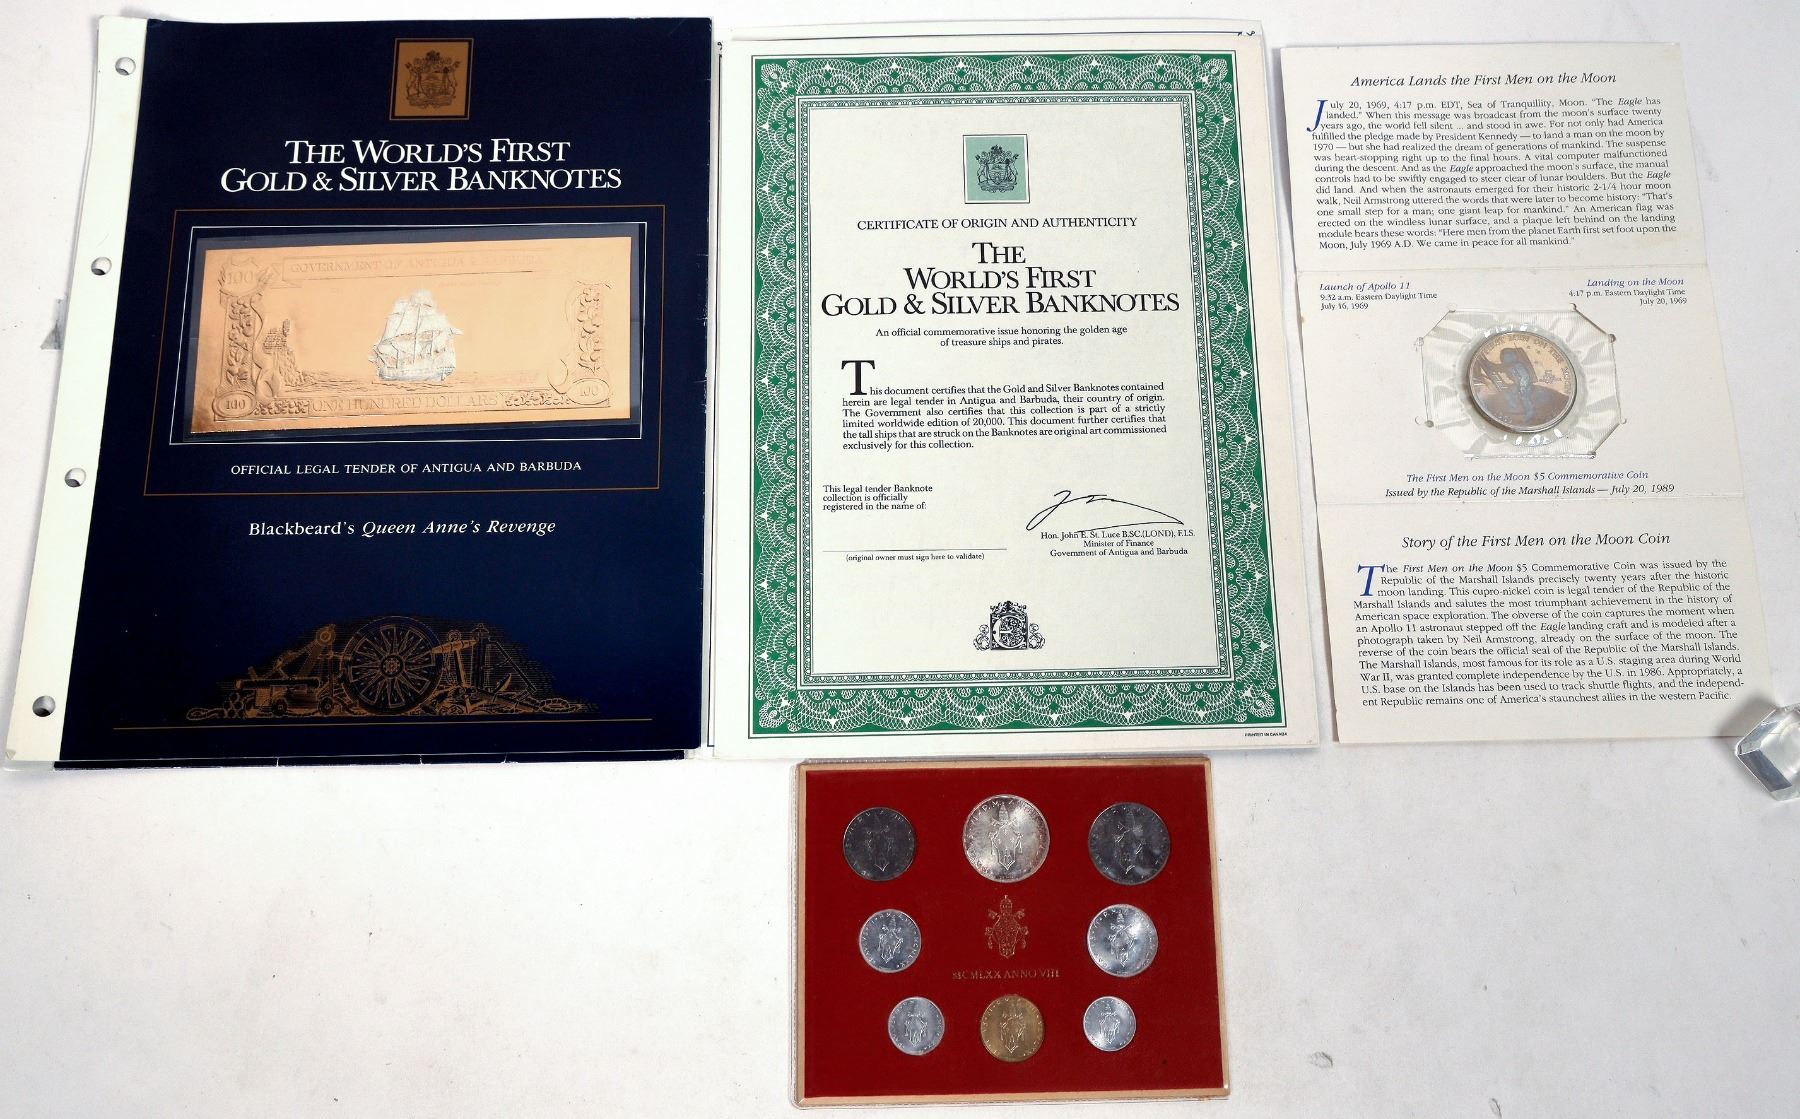 THE WORLD'S FIRST
GOLD & SILVER BANKNOTES
100
GOVERNMENT OF ANTIGUA & BARBUDA
100
ONE HUNDRED DOLLARS
100
OFFICIAL LEGAL TENDER OF ANTIGUA AND BARBUDA
Blackbeard's Queen Anne's Revenge
CERTIFICATE OF ORIGIN AND AUTHENTICITY
THE
WORLD'S FIRST
GOLD & SILVER BANKNOTES
An official commemorative issue honoring the golden age
of treasure ships and pirates.
This document certifies that the Gold and Silver Banknotes contained
herein are legal tender in Antigua and Barbuda, their country of origin.
The Government also certifies that this collection is part of a strictly
limited worldwide edition of 20,000. This document further certifies that
the tall ships that are struck on the Banknotes are original art commissioned
exclusively for this collection.
This legal tender Banknote
collection is officially
registered in the name of:
(original owner must sign here to validate)
Hon. John E. St. Luce B.SC.(LOND), F.I.S.
Minister of Finance
Government of Antigua and Barbuda
PRINTED IN CANADA
America Lands the First Men on the Moon
July 20, 1969, 4:17 p.m. EDT, Sea of Tranquillity, Moon. "The Eagle has
landed." When this message was broadcast from the moon's surface twenty
years ago, the world fell silent ... and stood in awe. For not only had America
fulfilled the pledge made by President Kennedy — to land a man on the moon by
1970 — but she had realized the dream of generations of mankind. The suspense
was heart-stopping right up to the final hours. A vital computer malfunctioned
during the descent. And as the Eagle approached the moon's surface, the manual
controls had to be swiftly engaged to steer clear of lunar boulders. But the Eagle
did land. And when the astronauts emerged for their historic 2-1/4 hour moon
walk, Neil Armstrong uttered the words that were later to become history: "That's
one small step for a man; one giant leap for mankind." An American flag was
erected on the windless lunar surface, and a plaque left behind on the landing
module bears these words: "Here men from the planet Earth first set foot upon the
Moon, July 1969 A.D. We came in peace for all mankind."
Launch of Apollo 11
9:32 a.m. Eastern Daylight Time
July 16, 1969
Landing on the Moon
4:17 p.m. Eastern Daylight Time
July 20, 1969
The First Men on the Moon $5 Commemorative Coin
Issued by the Republic of the Marshall Islands — July 20, 1989
Story of the First Men on the Moon Coin
The First Men on the Moon $5 Commemorative Coin was issued by the
Republic of the Marshall Islands precisely twenty years after the historic
moon landing. This cupro-nickel coin is legal tender of the Republic of the
Marshall Islands and salutes the most triumphant achievement in the history of
American space exploration. The obverse of the coin captures the moment when
an Apollo 11 astronaut stepped off the Eagle landing craft and is modeled after a
photograph taken by Neil Armstrong, already on the surface of the moon. The
reverse of the coin bears the official seal of the Republic of the Marshall Islands.
The Marshall Islands, most famous for its role as a U.S. staging area during World
War II, was granted complete independence by the U.S. in 1986. Appropriately, a
U.S. base on the Islands has been used to track shuttle flights, and the independ-
ent Republic remains one of America's staunchest allies in the western Pacific.
MCMLXX ANNO VIII